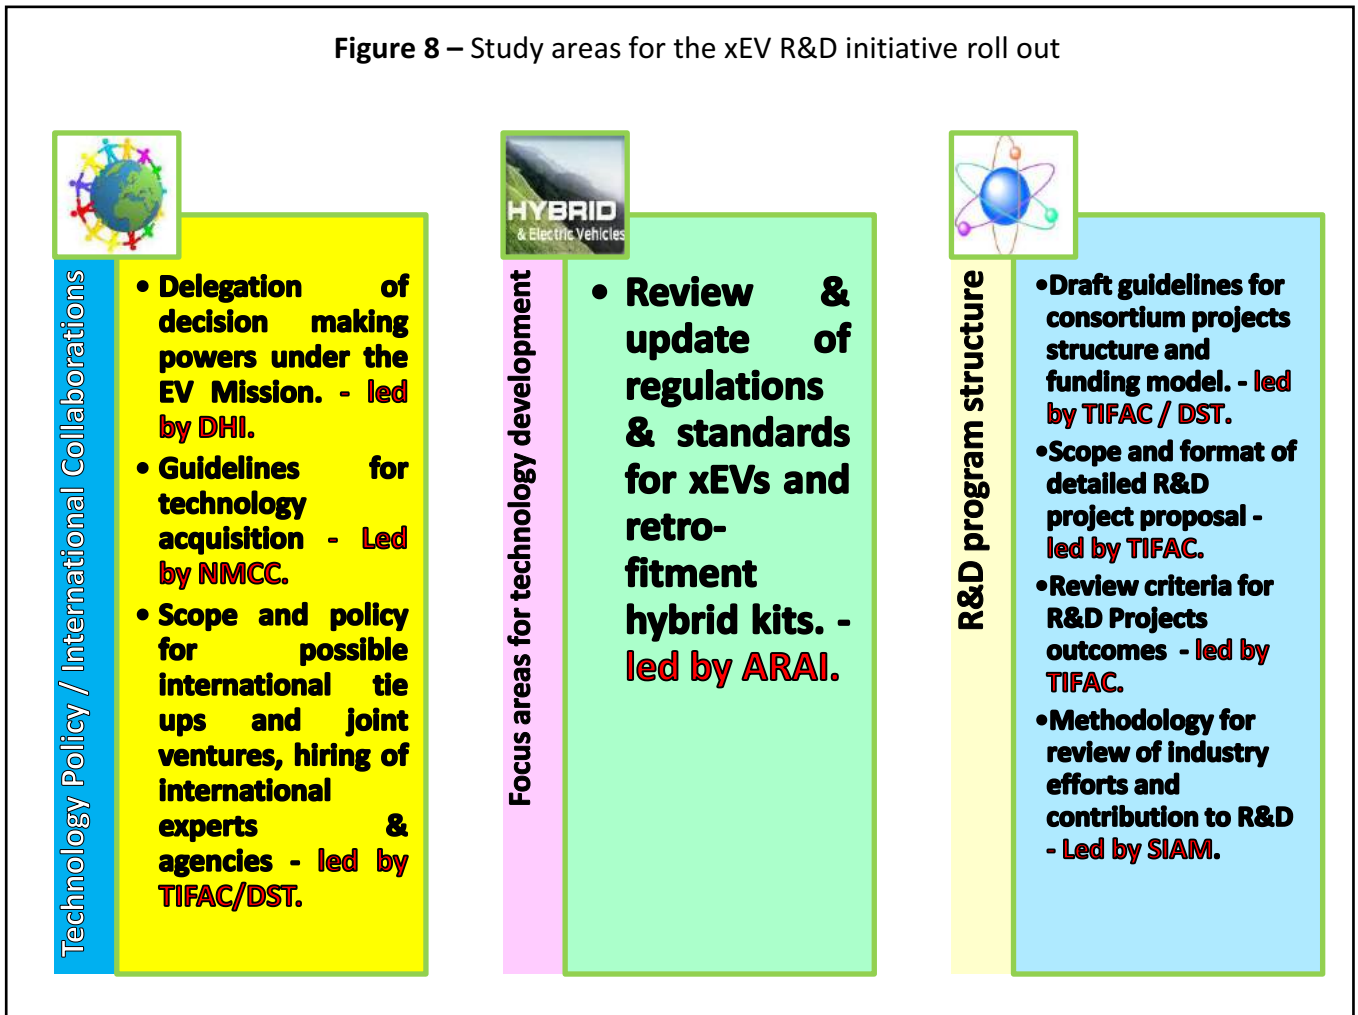 Figure 8 – Study areas for the xEV R&D initiative roll out
Technology Policy / International Collaborations
• Delegation of
decision making
powers under the
EV Mission. - led
by DHI.
• Guidelines for
technology
acquisition - Led
by NMCC.
• Scope and policy
for possible
international tie
ups and joint
ventures, hiring of
international
experts &
agencies - led by
TIFAC/DST.
HYBRID
& Electric Vehicles
Focus areas for technology development
• Review &
update of
regulations
& standards
for xEVs and
retro-
fitment
hybrid kits. -
led by ARAI.
R&D program structure
•Draft guidelines for
consortium projects
structure and
funding model. - led
by TIFAC / DST.
•Scope and format of
detailed R&D
project proposal -
led by TIFAC.
•Review criteria for
R&D Projects
outcomes - led by
TIFAC.
•Methodology for
review of industry
efforts and
contribution to R&D
- Led by SIAM.